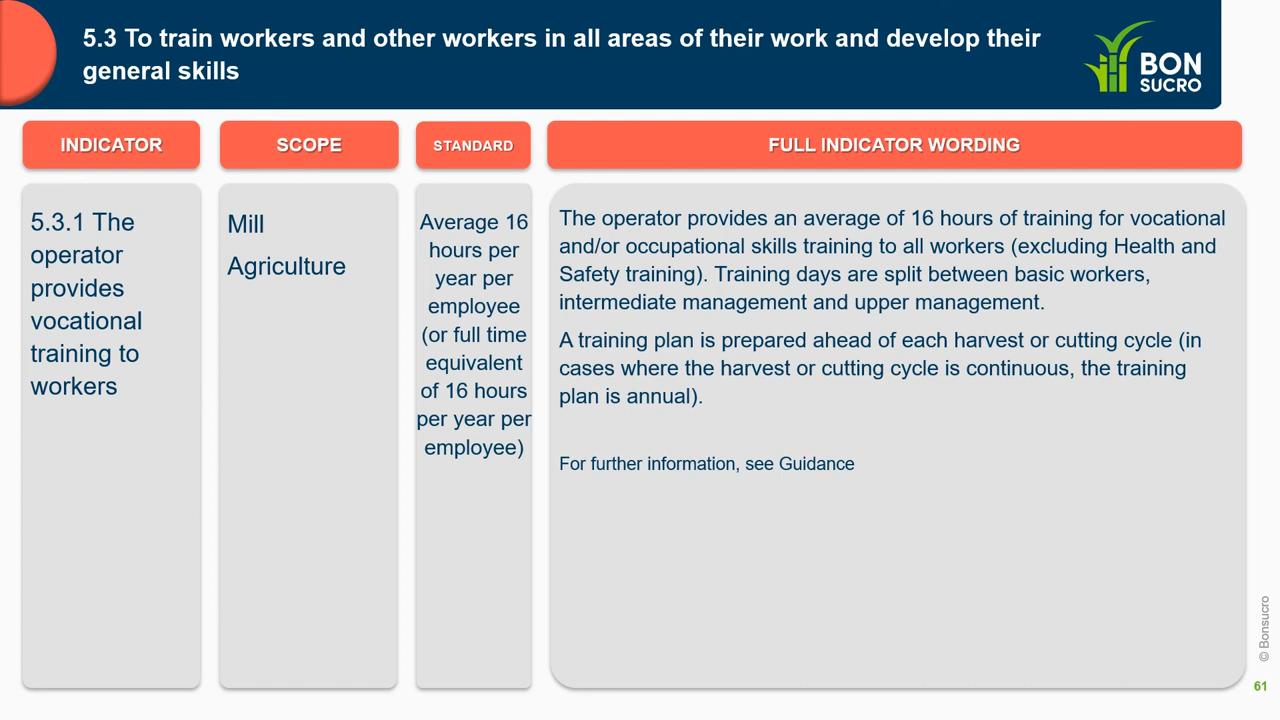 5.3 To train workers and other workers in all areas of their work and develop their
general skills
BON
SUCRO
INDICATOR
SCOPE
STANDARD
FULL INDICATOR WORDING
5.3.1 The
operator
provides
vocational
training to
workers
Mill
Agriculture
Average 16
hours per
year per
employee
(or full time
equivalent
of 16 hours
per year per
employee)
The operator provides an average of 16 hours of training for vocational
and/or occupational skills training to all workers (excluding Health and
Safety training). Training days are split between basic workers,
intermediate management and upper management.
A training plan is prepared ahead of each harvest or cutting cycle (in
cases where the harvest or cutting cycle is continuous, the training
plan is annual).
For further information, see Guidance
© Bonsucro
61